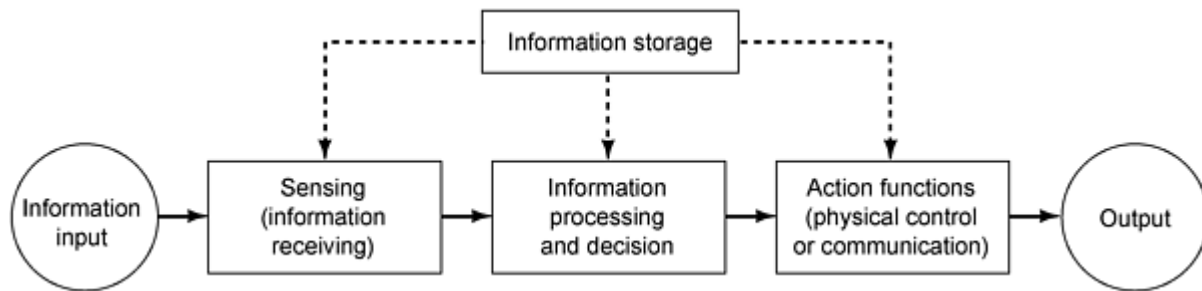 Information storage
Information
input
Sensing
(information
receiving)
Information
processing
and decision
Action functions
(physical control
or communication)
Output